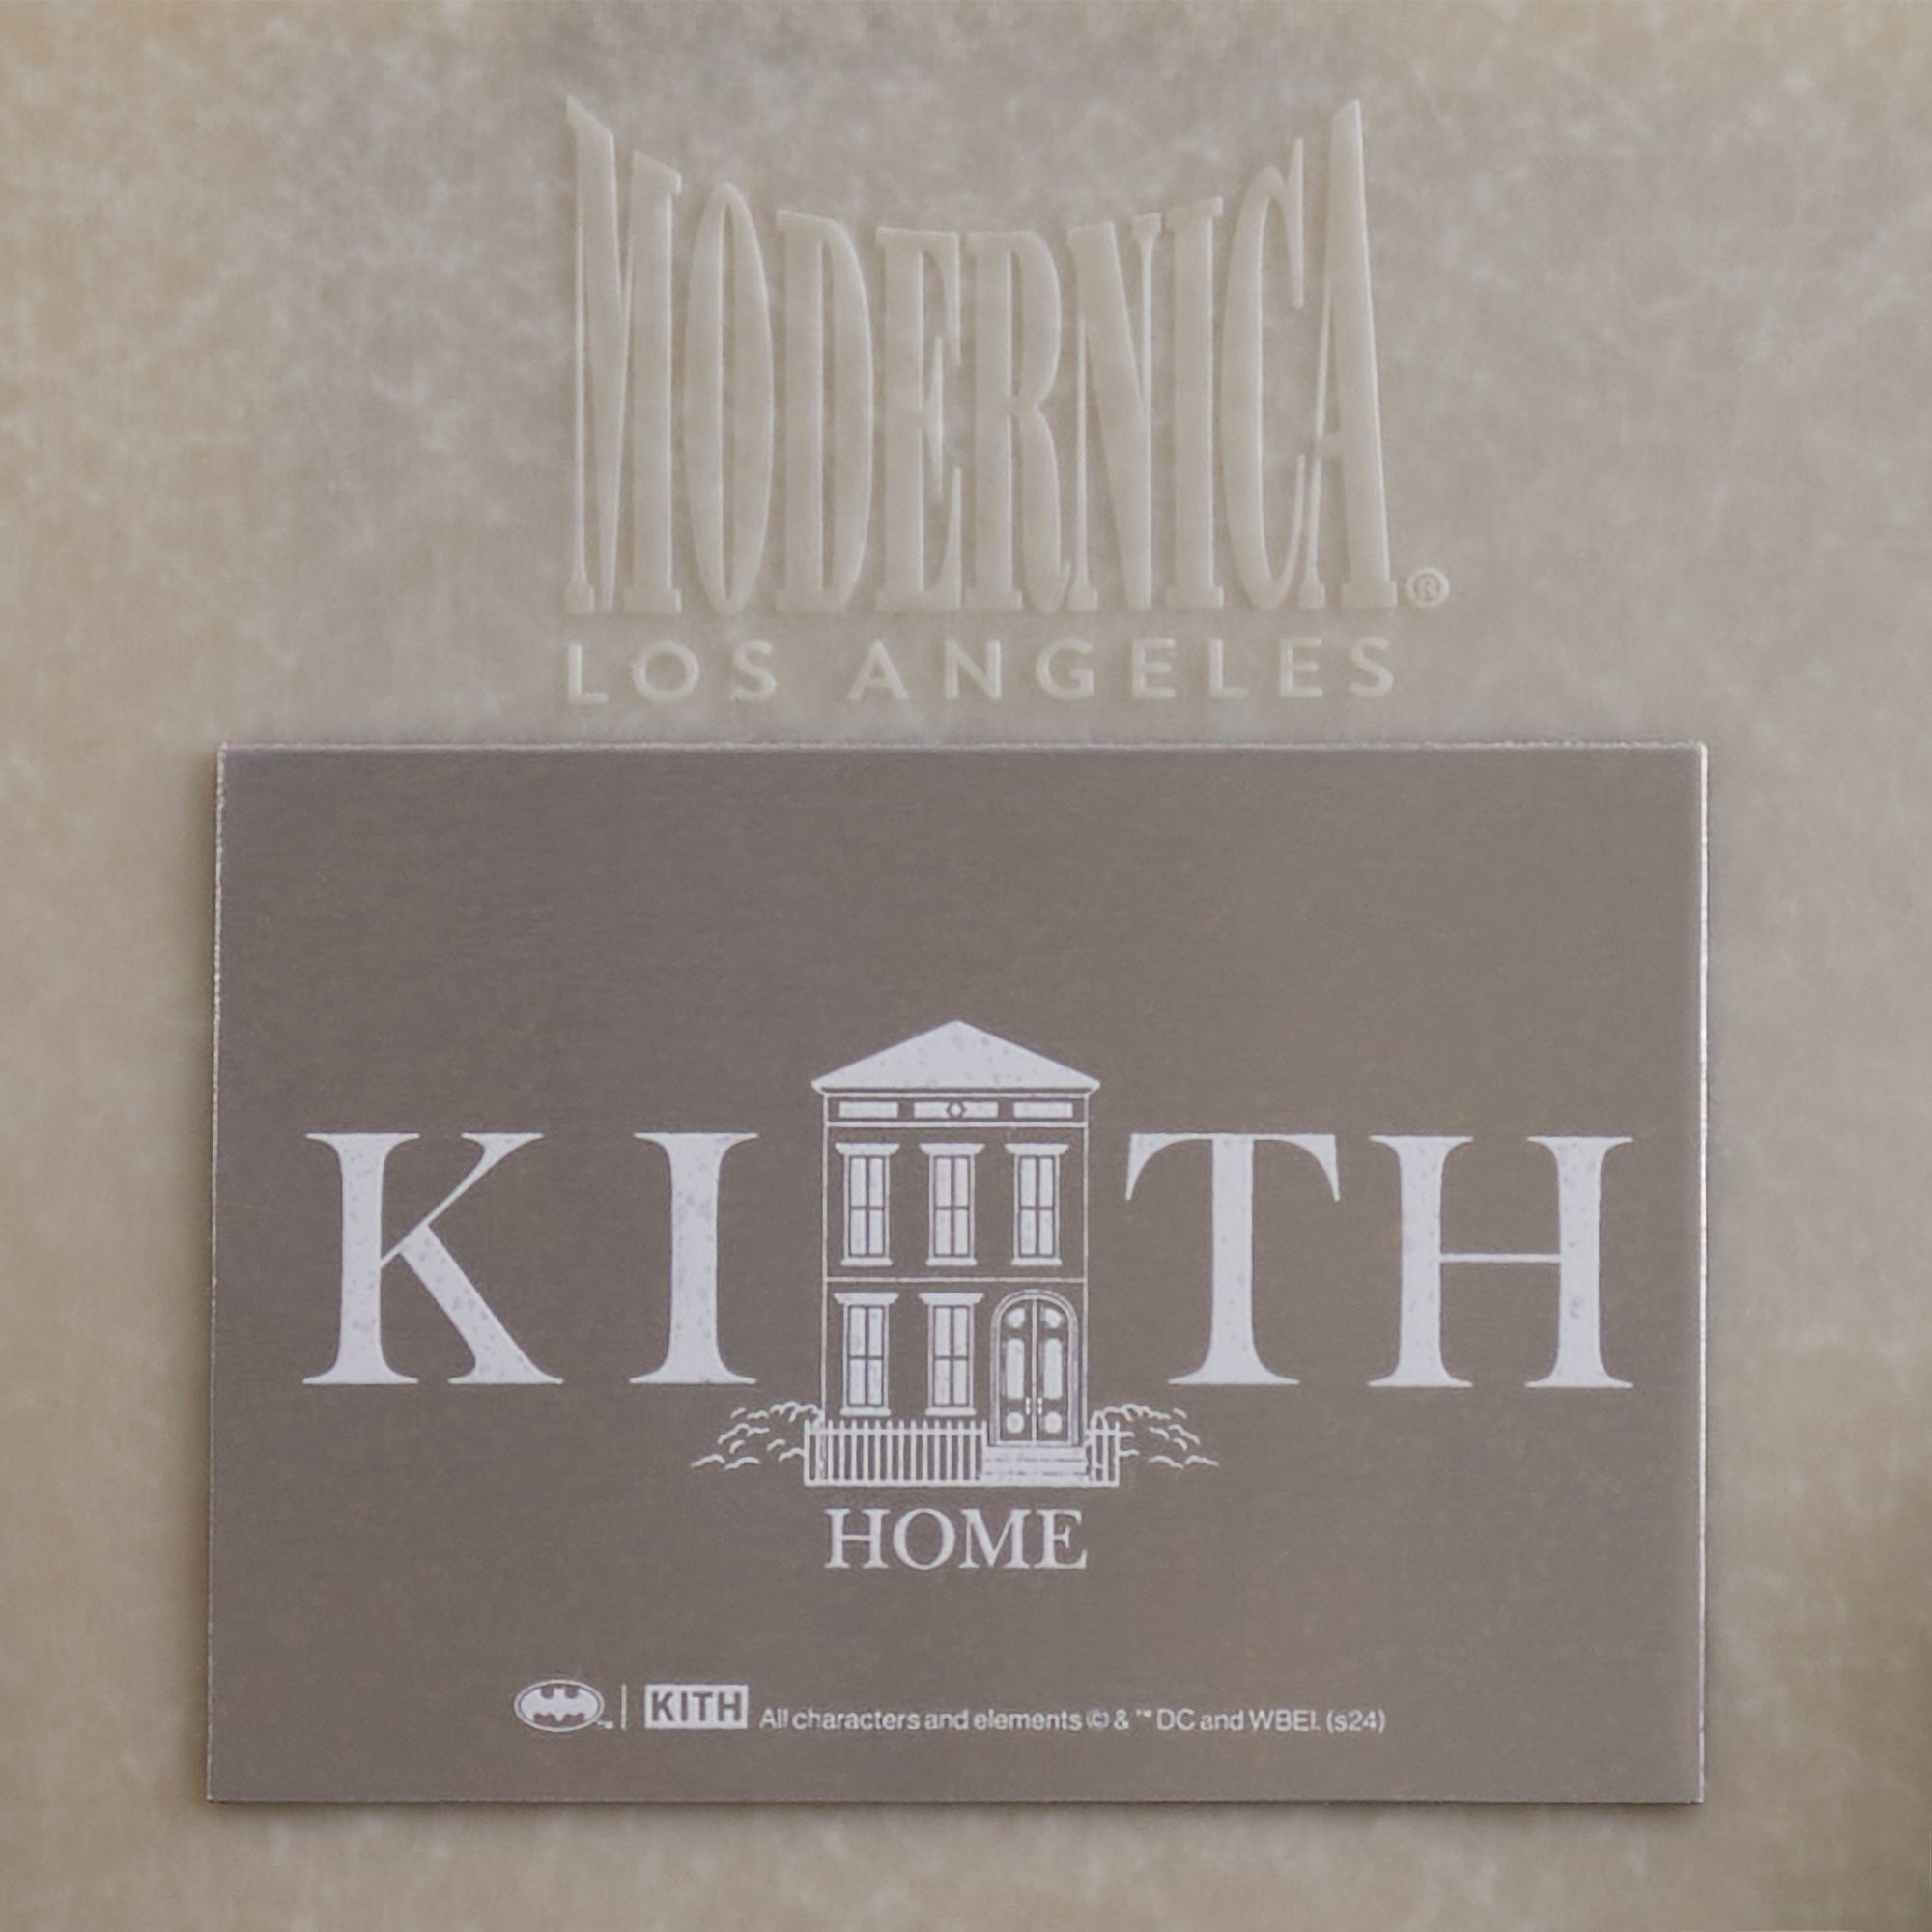 MODERNICA®
LOS ANGELES
KITH
HOME
KITH All characters and elements © & ™ DC and WBEI. (s24)